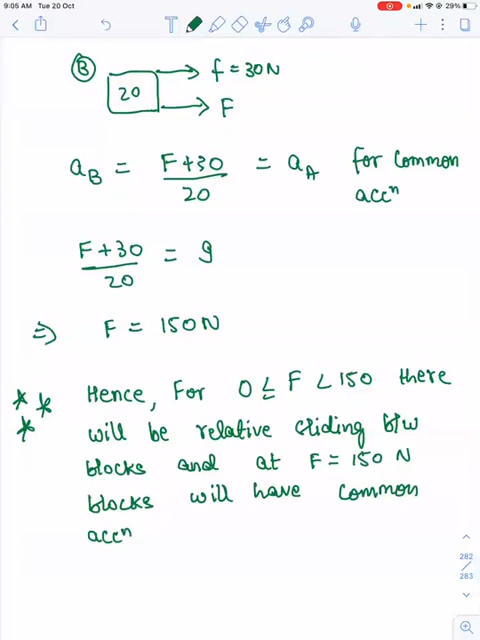 9:05 AM Tue 20 Oct
29%
T
B
f = 30N
20
F
aB = F+30 / 20 = aA for common
accⁿ
F+30 / 20 = 9
⇒ F = 150N
*** Hence, For 0 ≤ F < 150 there
will be relative sliding b/w
blocks and at F = 150 N
blocks will have common
accⁿ
282
/
283